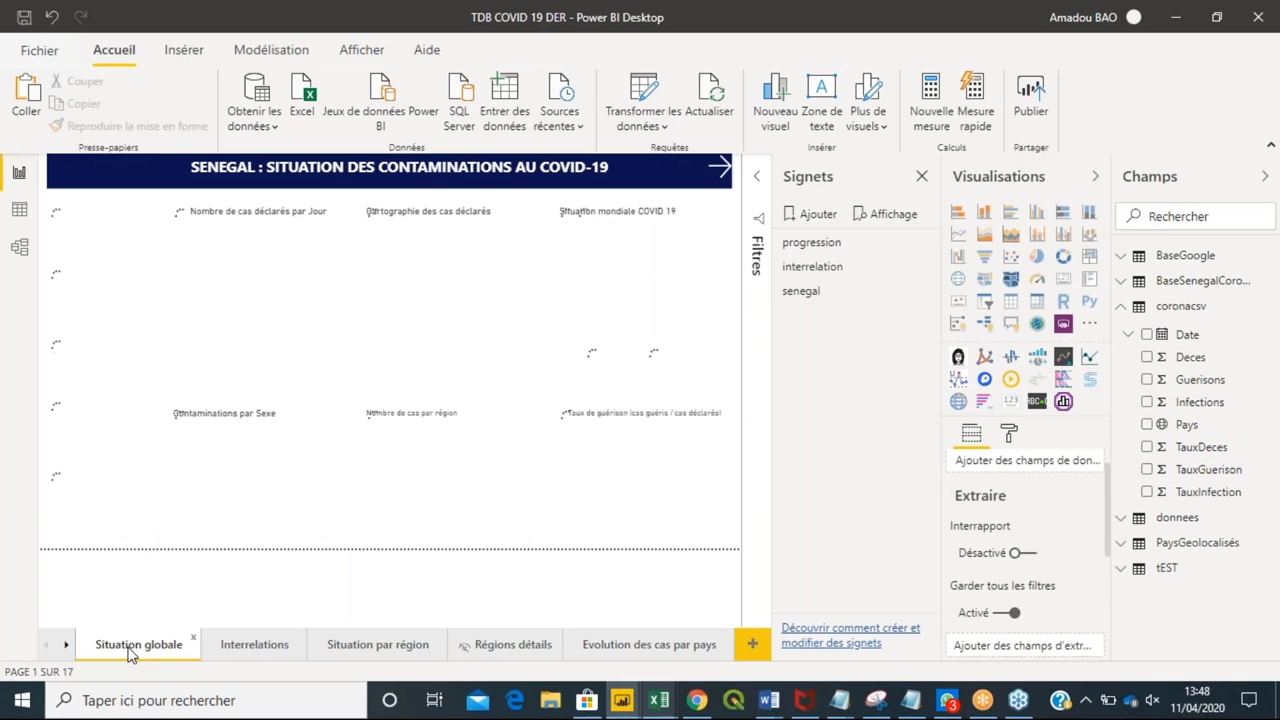 TDB COVID 19 DER - Power BI Desktop
Amadou BAO
Fichier Accueil Insérer Modélisation Afficher Aide
Coller
Couper
Copier
Reproduire la mise en forme
Presse-papiers
Obtenir les données
Excel
Jeux de données Power BI
SQL Server
Entrer des données
Sources récentes
Données
Transformer les données
Actualiser
Requêtes
Nouveau visuel
Zone de texte
Plus de visuels
Insérer
Nouvelle mesure
Mesure rapide
Calculs
Publier
Partager
SENEGAL : SITUATION DES CONTAMINATIONS AU COVID-19
Nombre de cas déclarés par Jour
Cartographie des cas déclarés
Situation mondiale COVID 19
Contaminations par Sexe
Nombre de cas par région
Taux de guérison (cas guéris / cas déclarés)
Filtres
Signets
Ajouter
Affichage
progression
interrelation
senegal
Découvrir comment créer et
modifier des signets
Visualisations
R
Py
123
ABC
Ajouter des champs de don...
Extraire
Interrapport
Désactivé
Garder tous les filtres
Activé
Ajouter des champs d'extr...
Champs
Rechercher
BaseGoogle
BaseSenegalCoro...
coronacsv
Date
Deces
Guerisons
Infections
Pays
TauxDeces
TauxGuerison
TauxInfection
donnees
PaysGeolocalisés
tEST
Situation globale x
Interrelations
Situation par région
Régions détails
Evolution des cas par pays
+
PAGE 1 SUR 17
Taper ici pour rechercher
3
13:48
11/04/2020